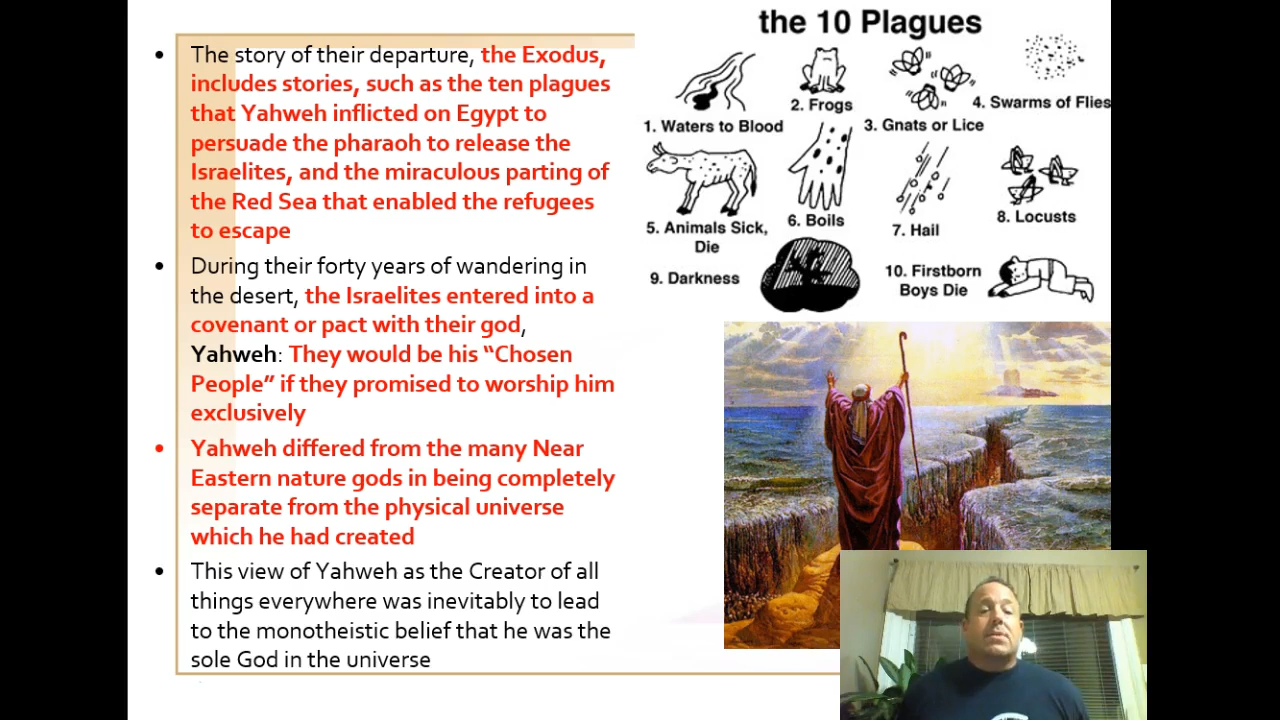 • The story of their departure, the Exodus,
includes stories, such as the ten plagues
that Yahweh inflicted on Egypt to
persuade the pharaoh to release the
Israelites, and the miraculous parting of
the Red Sea that enabled the refugees
to escape
• During their forty years of wandering in
the desert, the Israelites entered into a
covenant or pact with their god,
Yahweh: They would be his “Chosen
People” if they promised to worship him
exclusively
• Yahweh differed from the many Near
Eastern nature gods in being completely
separate from the physical universe
which he had created
• This view of Yahweh as the Creator of all
things everywhere was inevitably to lead
to the monotheistic belief that he was the
sole God in the universe
the 10 Plagues
1. Waters to Blood
2. Frogs
3. Gnats or Lice
4. Swarms of Flies
5. Animals Sick,
Die
6. Boils
7. Hail
8. Locusts
9. Darkness
10. Firstborn
Boys Die